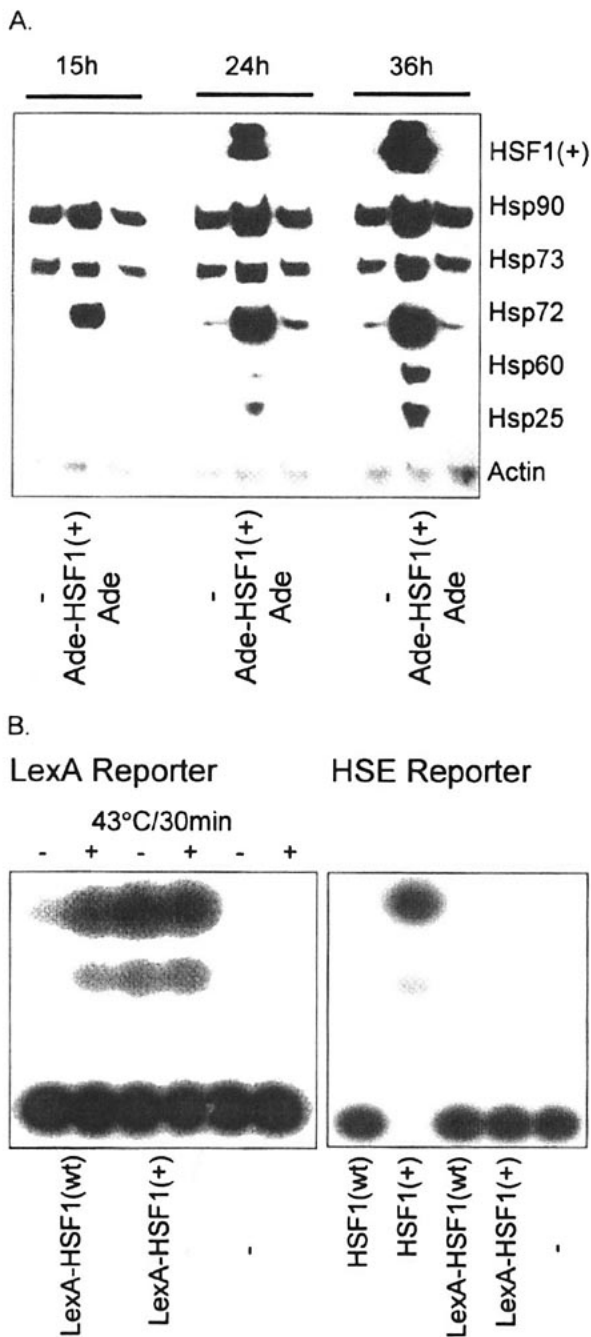 A.
15h 24h 36h
HSF1(+)
Hsp90
Hsp73
Hsp72
Hsp60
Hsp25
Actin
- Ade-HSF1(+) Ade - Ade-HSF1(+) Ade - Ade-HSF1(+) Ade
B.
LexA Reporter HSE Reporter
43°C/30min
- + - + - +
LexA-HSF1(wt) LexA-HSF1(+) - HSF1(wt) HSF1(+) LexA-HSF1(wt) LexA-HSF1(+) -